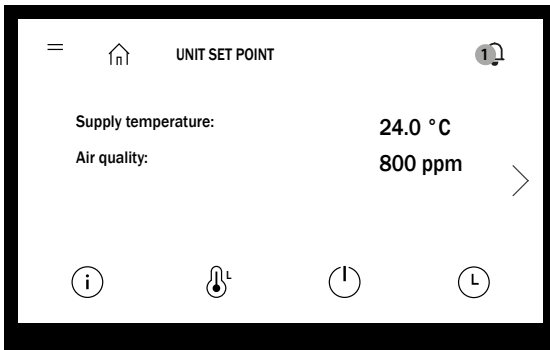 UNIT SET POINT
1
Supply temperature: 24.0 °C
Air quality: 800 ppm
i
L
L